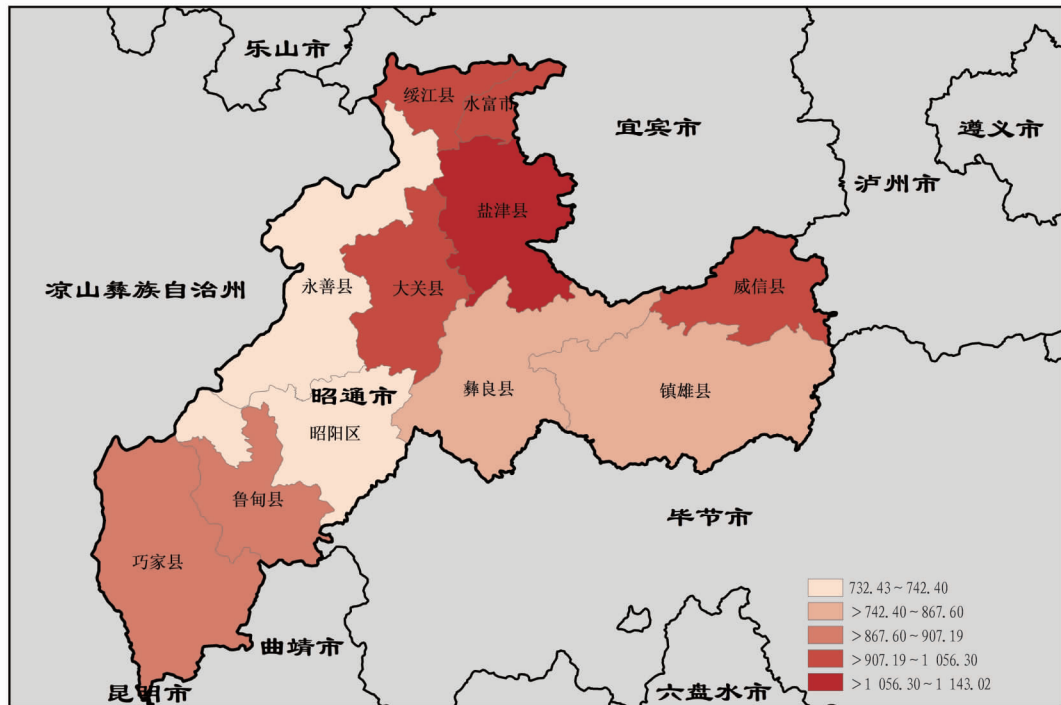 乐山市
绥江县
水富市
宜宾市
遵义市
泸州市
盐津县
凉山彝族自治州
永善县
大关县
威信县
昭通市
彝良县
镇雄县
昭阳区
鲁甸县
毕节市
巧家县
曲靖市
昆明市
六盘水市
732.43～742.40
＞742.40～867.60
＞867.60～907.19
＞907.19～1 056.30
＞1 056.30～1 143.02